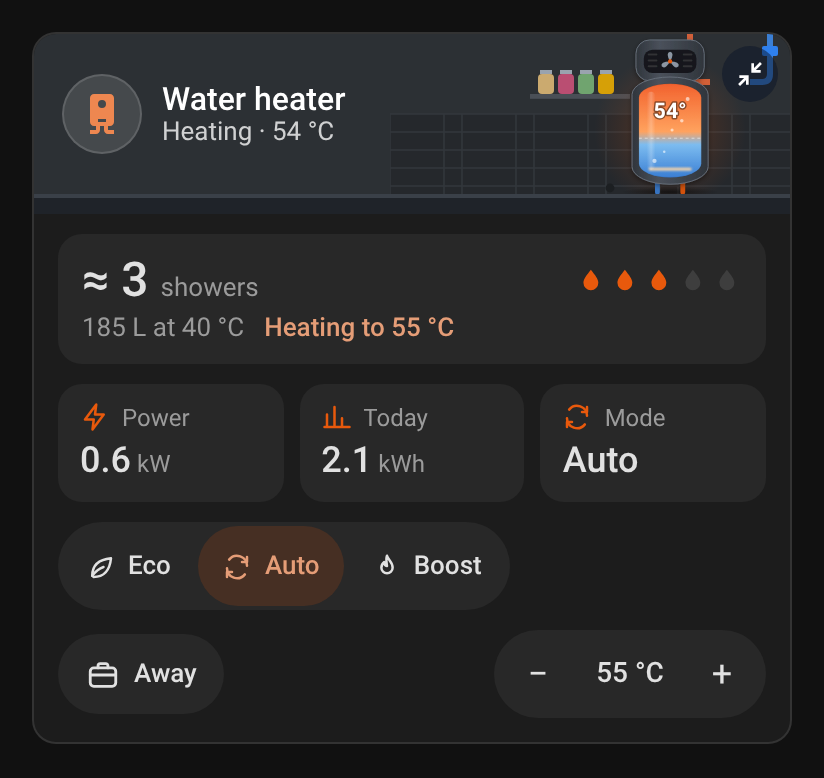 Water heater
Heating · 54 °C
54°
≈ 3 showers
185 L at 40 °C Heating to 55 °C
Power
0.6 kW
Today
2.1 kWh
Mode
Auto
Eco
Auto
Boost
Away
− 55 °C +